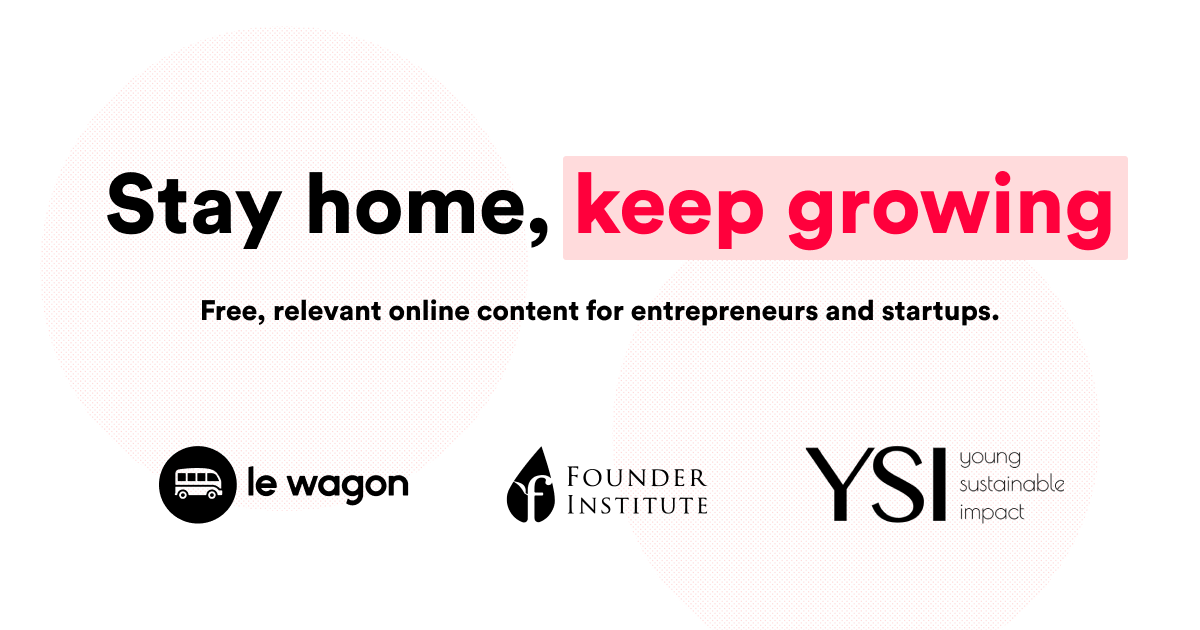 Stay home, keep growing
Free, relevant online content for entrepreneurs and startups.
le wagon
FOUNDER
INSTITUTE
YSI
young
sustainable
impact